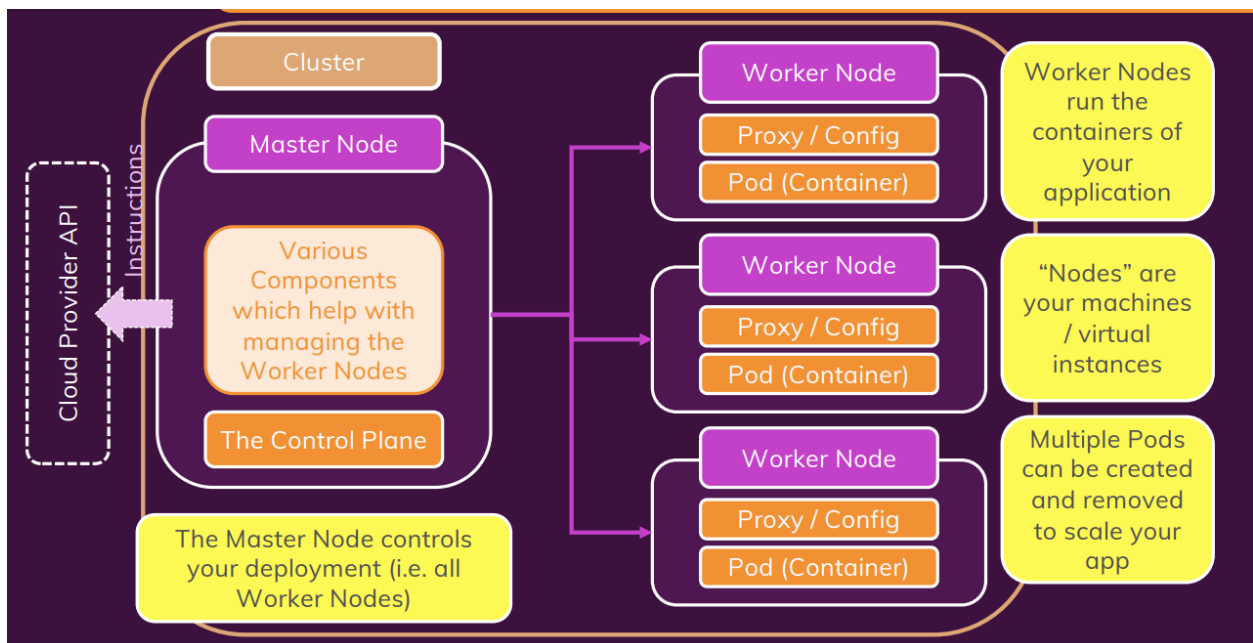 Cluster
Master Node
Instructions
Cloud Provider API
Various
Components
which help with
managing the
Worker Nodes
The Control Plane
The Master Node controls
your deployment (i.e. all
Worker Nodes)
Worker Node
Proxy / Config
Pod (Container)
Worker Node
Proxy / Config
Pod (Container)
Worker Node
Proxy / Config
Pod (Container)
Worker Nodes
run the
containers of
your
application
“Nodes” are
your machines
/ virtual
instances
Multiple Pods
can be created
and removed
to scale your
app